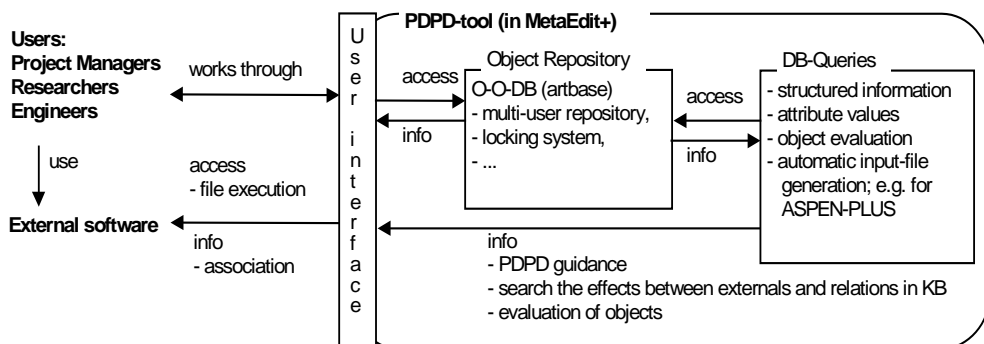 PDPD-tool (in MetaEdit+)
Users:
Project Managers
Researchers
Engineers
works through
use
External software
access
- file execution
info
- association
User interface
access
info
Object Repository
O-O-DB (artbase)
- multi-user repository,
- locking system,
- ...
access
info
DB-Queries
- structured information
- attribute values
- object evaluation
- automatic input-file
generation; e.g. for
ASPEN-PLUS
info
- PDPD guidance
- search the effects between externals and relations in KB
- evaluation of objects